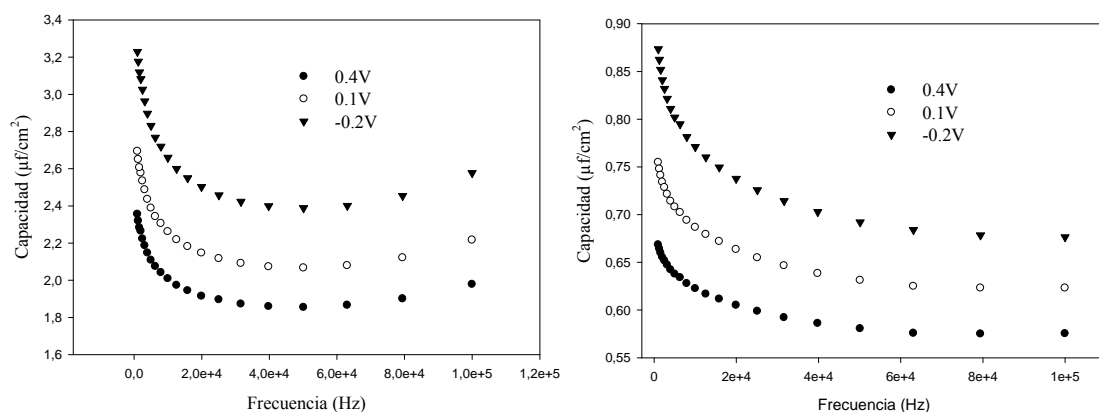 3,4
3,2
3,0
2,8
2,6
2,4
2,2
2,0
1,8
1,6
Capacidad (µf/cm²)
0.4V
0.1V
-0.2V
0,0 2,0e+4 4,0e+4 6,0e+4 8,0e+4 1,0e+5 1,2e+5
Frecuencia (Hz)
0,90
0,85
0,80
0,75
0,70
0,65
0,60
0,55
Capacidad (µf/cm²)
0.4V
0.1V
-0.2V
0 2e+4 4e+4 6e+4 8e+4 1e+5
Frecuencia (Hz)